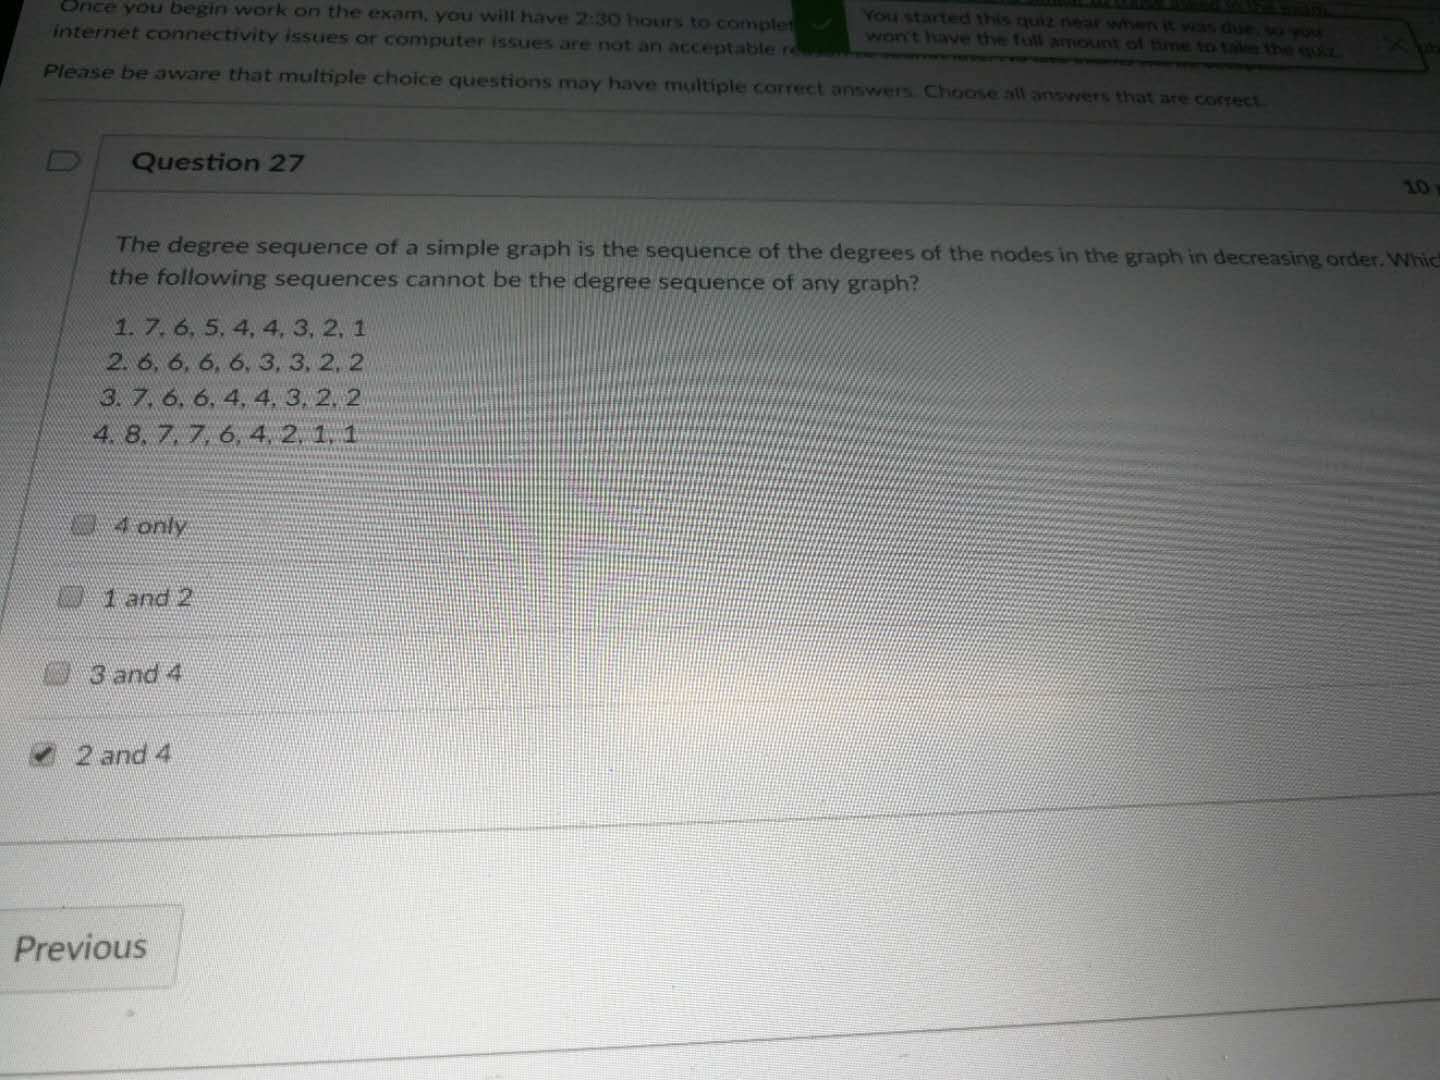 Once you begin work on the exam, you will have 2:30 hours to complet
internet connectivity issues or computer issues are not an acceptable
You started this quiz near when it was due, so you
won't have the full amount of time to take the quiz.
Please be aware that multiple choice questions may have multiple correct answers. Choose all answers that are correct.
Question 27
10
The degree sequence of a simple graph is the sequence of the degrees of the nodes in the graph in decreasing order. Whic
the following sequences cannot be the degree sequence of any graph?
1. 7, 6, 5, 4, 4, 3, 2, 1
2. 6, 6, 6, 6, 3, 3, 2, 2
3. 7, 6, 6, 4, 4, 3, 2, 2
4. 8, 7, 7, 6, 4, 2, 1, 1
4 only
1 and 2
3 and 4
2 and 4
Previous